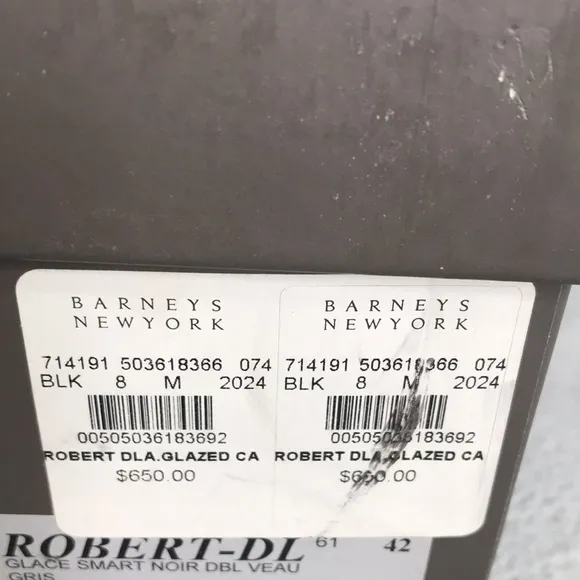 BARNEYS
NEWYORK
714191 503618366 074
BLK 8 M 2024
00505036183692
ROBERT DLA.GLAZED CA
$650.00
BARNEYS
NEWYORK
714191 503618366 074
BLK 8 M 2024
00505036183692
ROBERT DLA.GLAZED CA
$650.00
ROBERT-DL 61 42
GLACE SMART NOIR DBL VEAU
GRIS